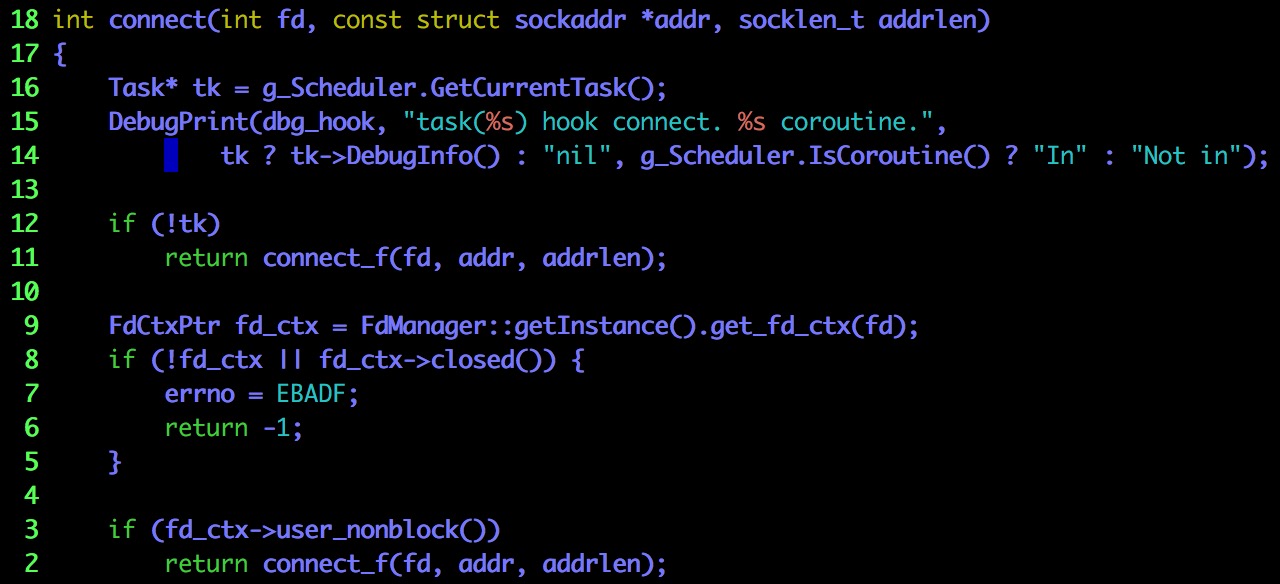 18 int connect(int fd, const struct sockaddr *addr, socklen_t addrlen)
17 {
16     Task* tk = g_Scheduler.GetCurrentTask();
15     DebugPrint(dbg_hook, "task(%s) hook connect. %s coroutine.",
14             tk ? tk->DebugInfo() : "nil", g_Scheduler.IsCoroutine() ? "In" : "Not in");
13
12     if (!tk)
11         return connect_f(fd, addr, addrlen);
10
 9     FdCtxPtr fd_ctx = FdManager::getInstance().get_fd_ctx(fd);
 8     if (!fd_ctx || fd_ctx->closed()) {
 7         errno = EBADF;
 6         return -1;
 5     }
 4
 3     if (fd_ctx->user_nonblock())
 2         return connect_f(fd, addr, addrlen);